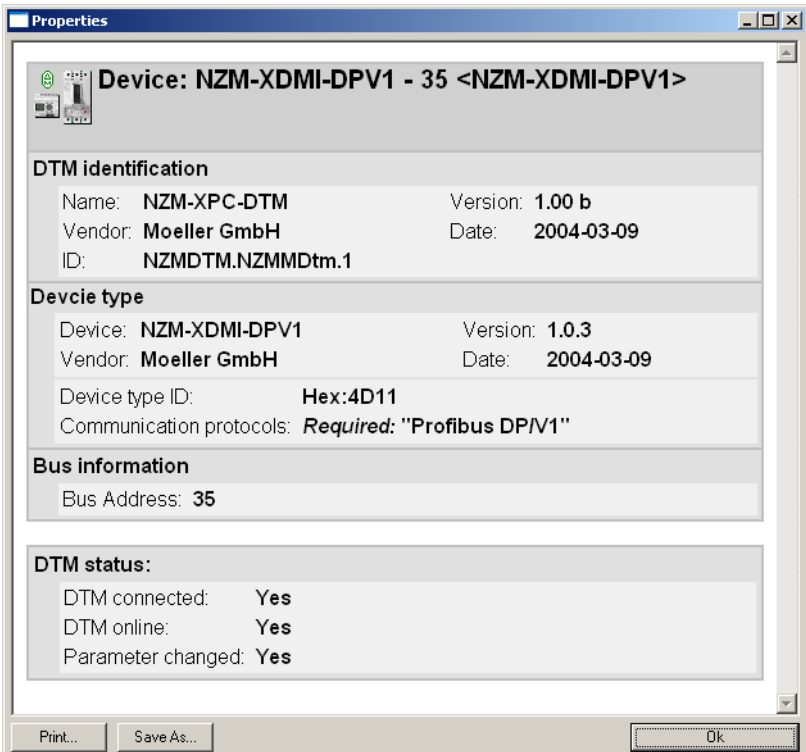 Properties
Device: NZM-XDMI-DPV1 - 35 <NZM-XDMI-DPV1>
DTM identification
Name: NZM-XPC-DTM Version: 1.00 b
Vendor: Moeller GmbH Date: 2004-03-09
ID: NZMDTM.NZMMDtm.1
Devcie type
Device: NZM-XDMI-DPV1 Version: 1.0.3
Vendor: Moeller GmbH Date: 2004-03-09
Device type ID: Hex:4D11
Communication protocols: Required: "Profibus DP/V1"
Bus information
Bus Address: 35
DTM status:
DTM connected: Yes
DTM online: Yes
Parameter changed: Yes
Print... Save As... Ok